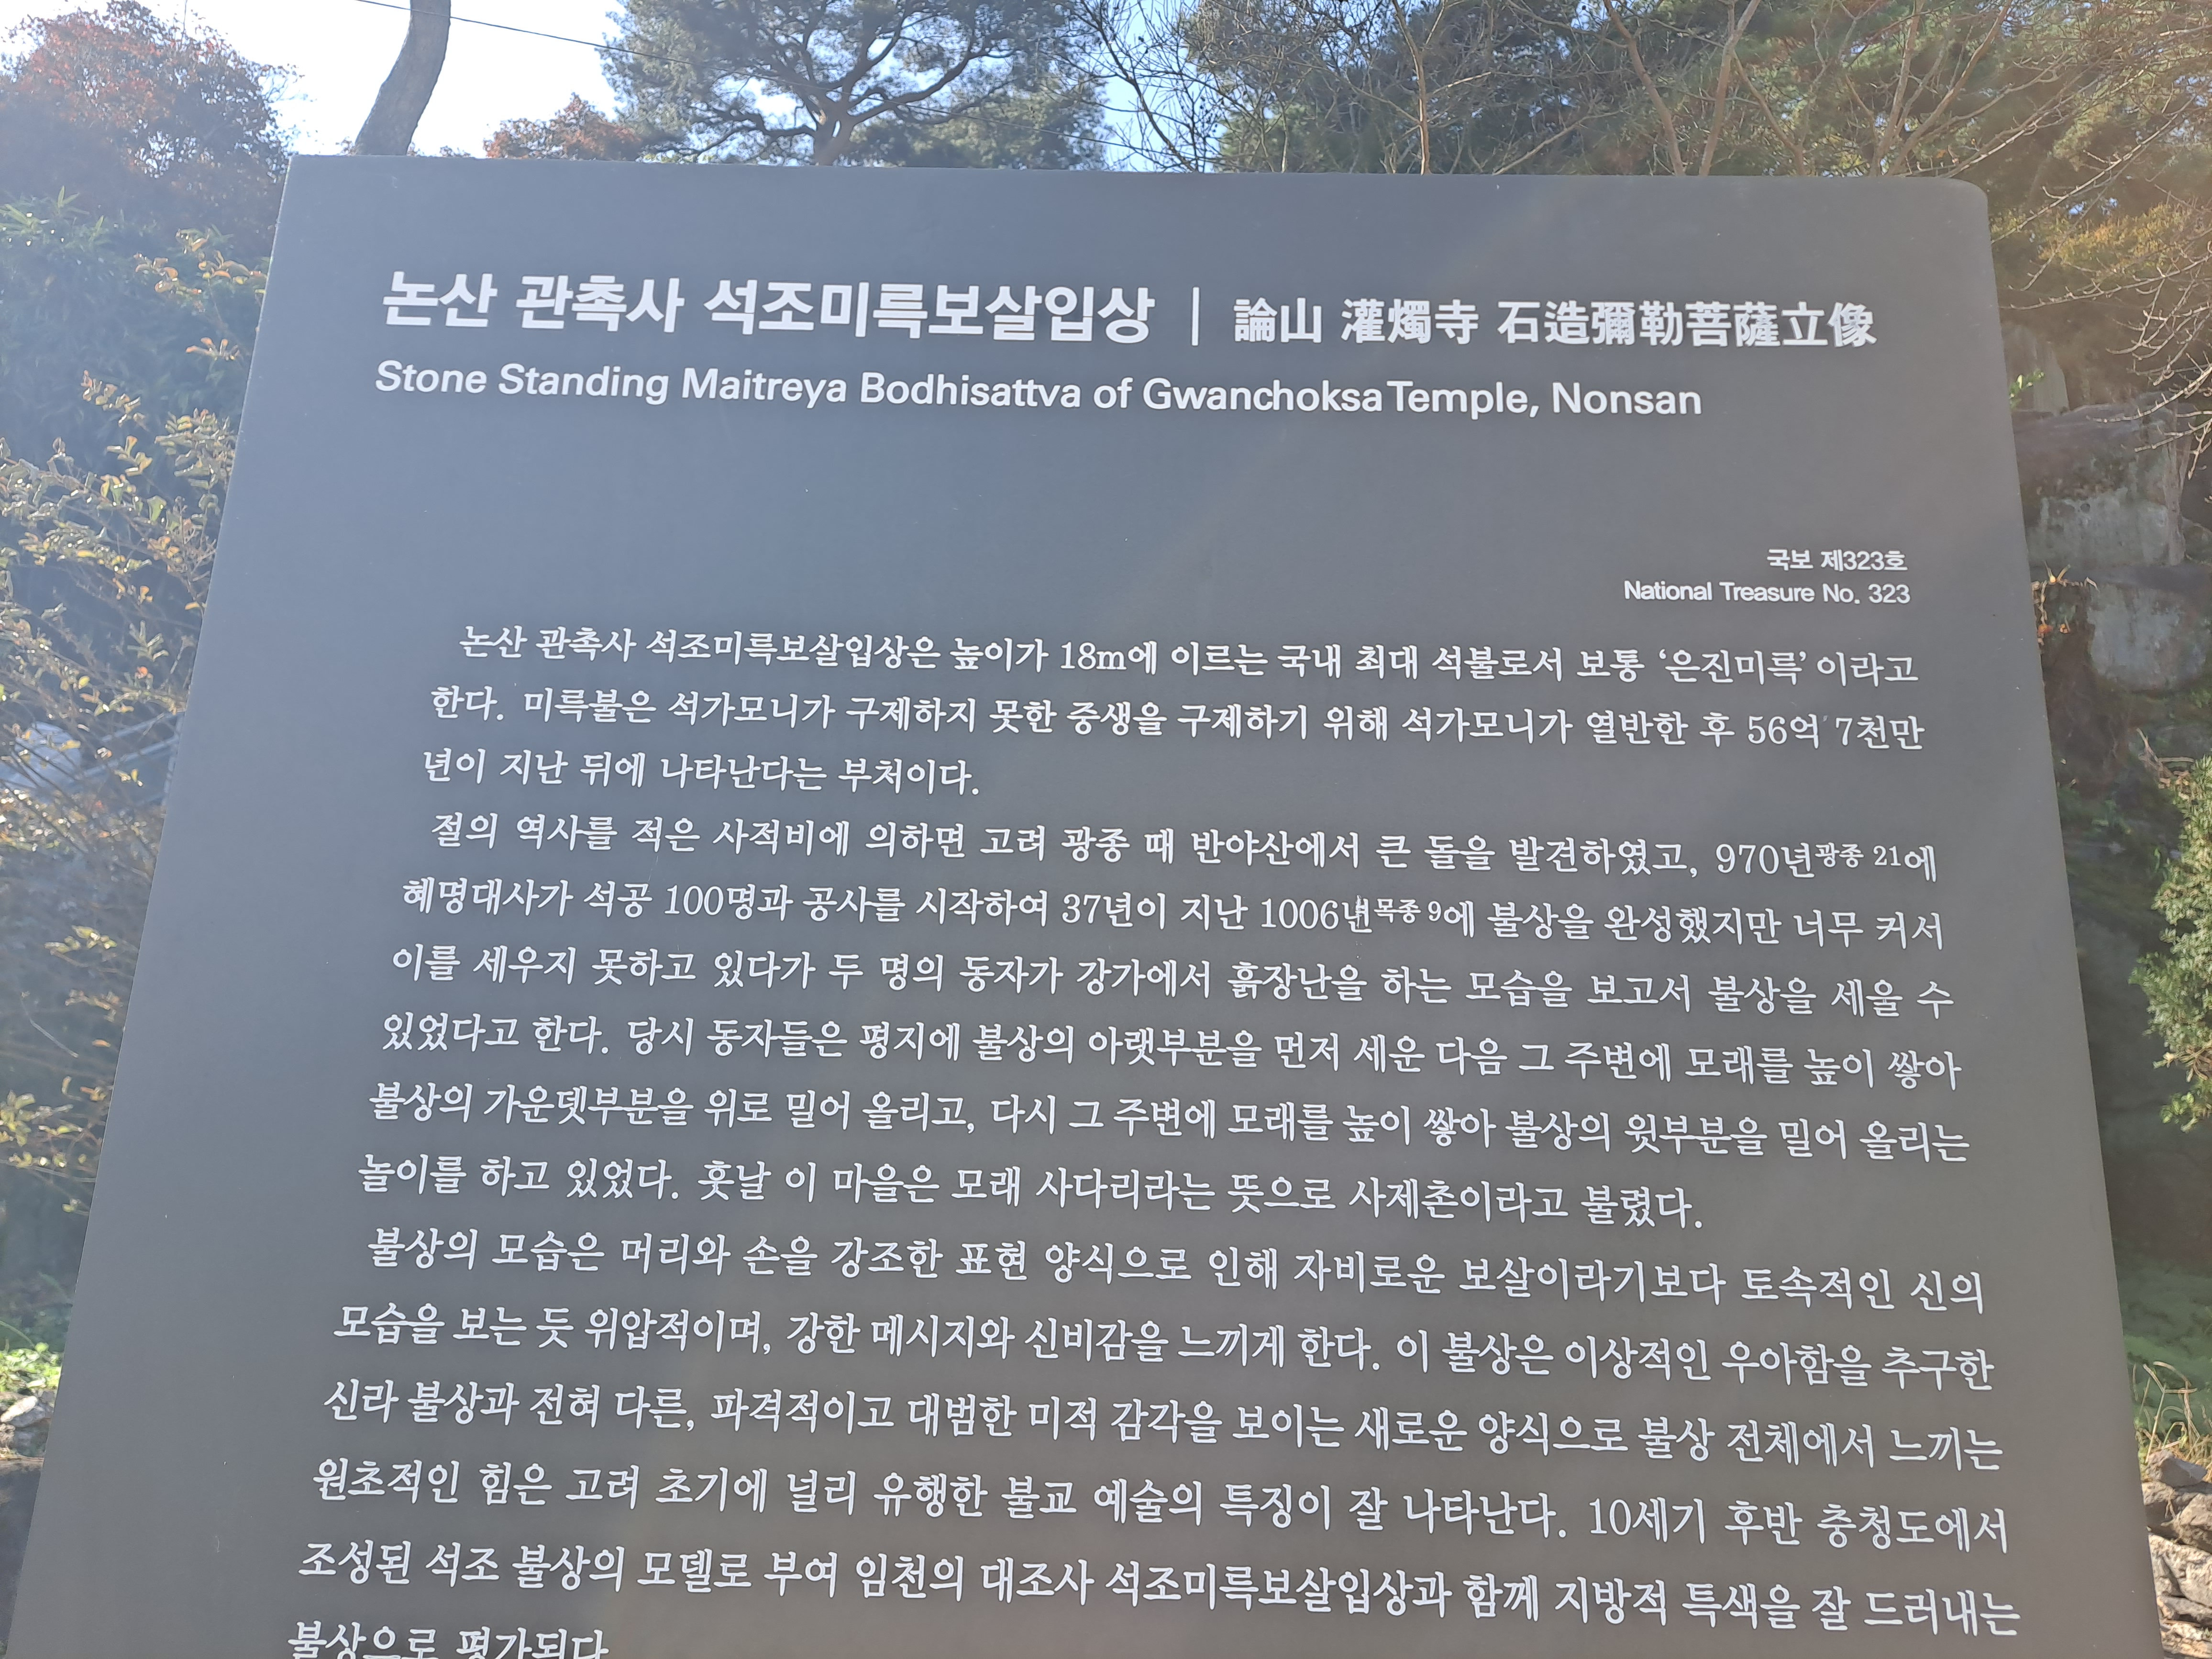 논산 관촉사 석조미륵보살입상 | 論山 灌燭寺 石造彌勒菩薩立像
Stone Standing Maitreya Bodhisattva of Gwanchoksa Temple, Nonsan
국보 제323호
National Treasure No. 323
논산 관촉사 석조미륵보살입상은 높이가 18m에 이르는 국내 최대 석불로서 보통 ‘은진미륵’이라고
한다. 미륵불은 석가모니가 구제하지 못한 중생을 구제하기 위해 석가모니가 열반한 후 56억 7천만
년이 지난 뒤에 나타난다는 부처이다.
절의 역사를 적은 사적비에 의하면 고려 광종 때 반야산에서 큰 돌을 발견하였고, 970년광종 21에
혜명대사가 석공 100명과 공사를 시작하여 37년이 지난 1006년목종 9에 불상을 완성했지만 너무 커서
이를 세우지 못하고 있다가 두 명의 동자가 강가에서 흙장난을 하는 모습을 보고서 불상을 세울 수
있었다고 한다. 당시 동자들은 평지에 불상의 아랫부분을 먼저 세운 다음 그 주변에 모래를 높이 쌓아
불상의 가운뎃부분을 위로 밀어 올리고, 다시 그 주변에 모래를 높이 쌓아 불상의 윗부분을 밀어 올리는
놀이를 하고 있었다. 훗날 이 마을은 모래 사다리라는 뜻으로 사제촌이라고 불렸다.
불상의 모습은 머리와 손을 강조한 표현 양식으로 인해 자비로운 보살이라기보다 토속적인 신의
모습을 보는 듯 위압적이며, 강한 메시지와 신비감을 느끼게 한다. 이 불상은 이상적인 우아함을 추구한
신라 불상과 전혀 다른, 파격적이고 대범한 미적 감각을 보이는 새로운 양식으로 불상 전체에서 느끼는
원초적인 힘은 고려 초기에 널리 유행한 불교 예술의 특징이 잘 나타난다. 10세기 후반 충청도에서
조성된 석조 불상의 모델로 부여 임천의 대조사 석조미륵보살입상과 함께 지방적 특색을 잘 드러내는
불상으로 평가된다